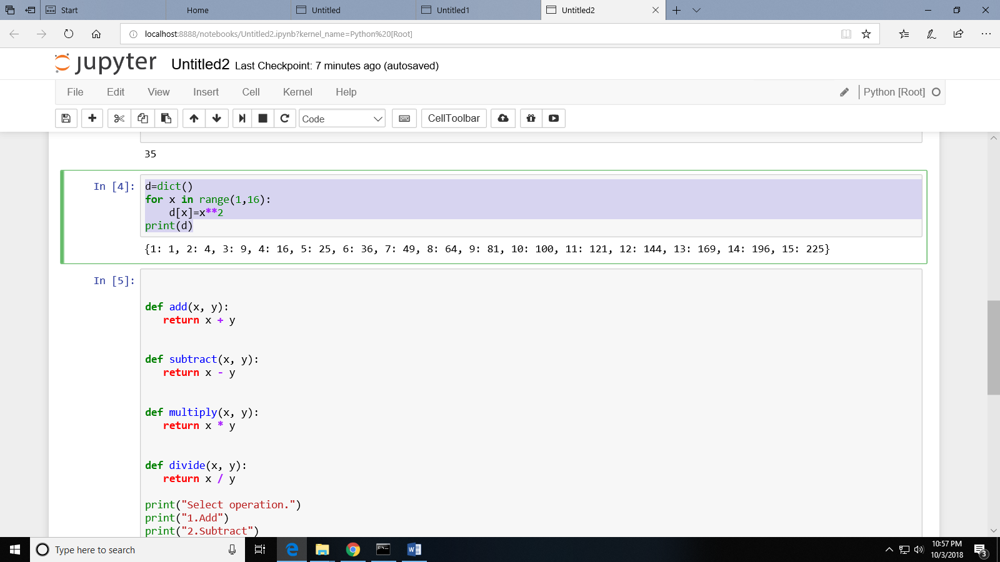 Start
Home
Untitled
Untitled1
Untitled2
localhost:8888/notebooks/Untitled2.ipynb?kernel_name=Python%20[Root]
jupyter Untitled2 Last Checkpoint: 7 minutes ago (autosaved)
File Edit View Insert Cell Kernel Help Python [Root]
Code CellToolbar
35
In [4]: d=dict()
for x in range(1,16):
    d[x]=x**2
print(d)
{1: 1, 2: 4, 3: 9, 4: 16, 5: 25, 6: 36, 7: 49, 8: 64, 9: 81, 10: 100, 11: 121, 12: 144, 13: 169, 14: 196, 15: 225}
In [5]:
def add(x, y):
   return x + y
def subtract(x, y):
   return x - y
def multiply(x, y):
   return x * y
def divide(x, y):
   return x / y
print("Select operation.")
print("1.Add")
print("2.Subtract")
Type here to search
10:57 PM
10/3/2018
3